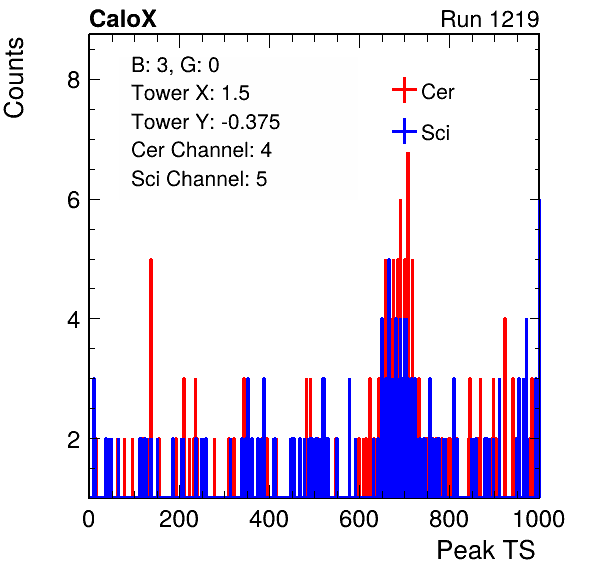 CaloX Run 1219
Counts
8
6
4
2
B: 3, G: 0
Tower X: 1.5
Tower Y: -0.375
Cer Channel: 4
Sci Channel: 5
Cer
Sci
0 200 400 600 800 1000
Peak TS